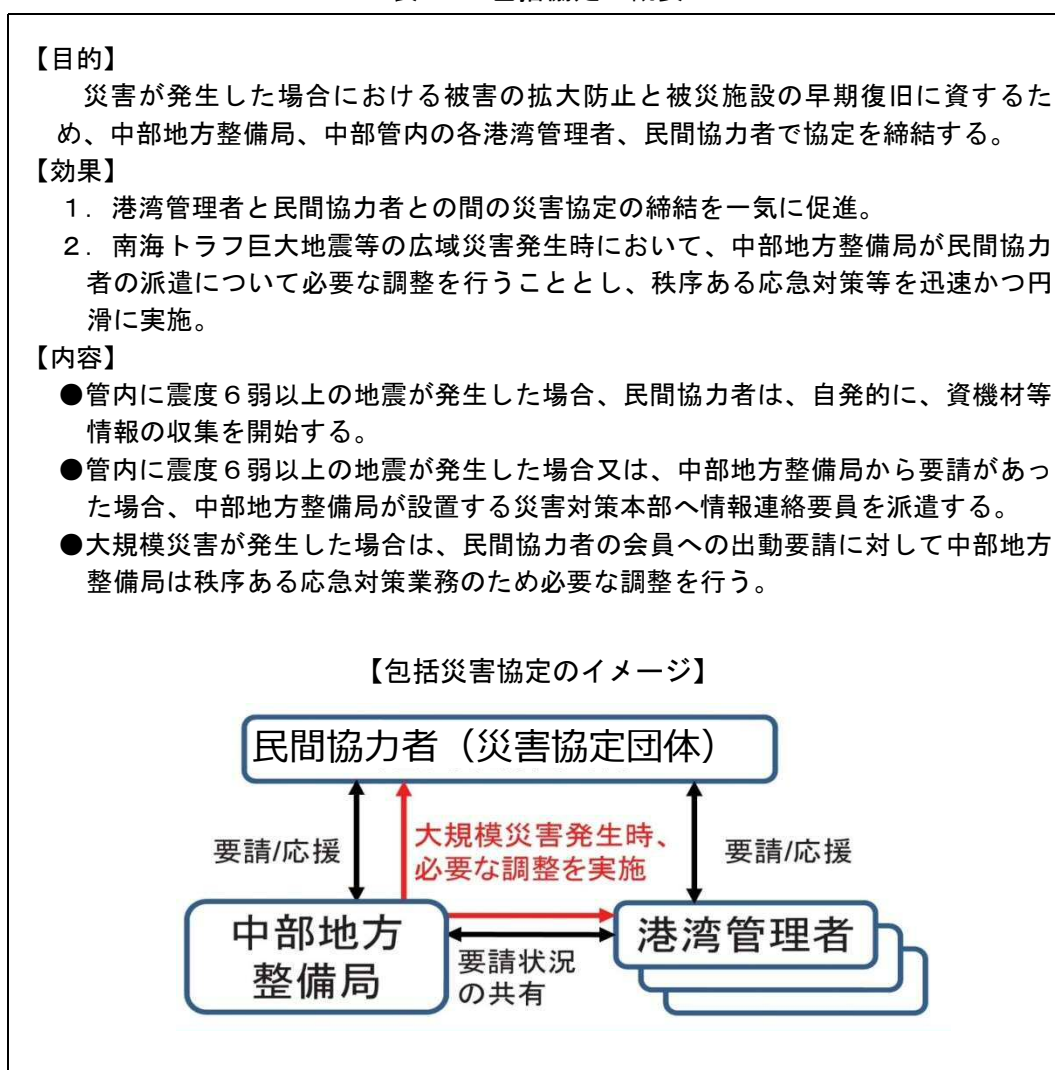 【目的】
災害が発生した場合における被害の拡大防止と被災施設の早期復旧に資するた
め、中部地方整備局、中部管内の各港湾管理者、民間協力者で協定を締結する。
【効果】
１．港湾管理者と民間協力者との間の災害協定の締結を一気に促進。
２．南海トラフ巨大地震等の広域災害発生時において、中部地方整備局が民間協力
者の派遣について必要な調整を行うこととし、秩序ある応急対策等を迅速かつ円
滑に実施。
【内容】
●管内に震度６弱以上の地震が発生した場合、民間協力者は、自発的に、資機材等
情報の収集を開始する。
●管内に震度６弱以上の地震が発生した場合又は、中部地方整備局から要請があっ
た場合、中部地方整備局が設置する災害対策本部へ情報連絡要員を派遣する。
●大規模災害が発生した場合は、民間協力者の会員への出動要請に対して中部地方
整備局は秩序ある応急対策業務のため必要な調整を行う。
【包括災害協定のイメージ】
民間協力者（災害協定団体）
要請/応援
大規模災害発生時、
必要な調整を実施
要請/応援
中部地方
整備局
要請状況
の共有
港湾管理者